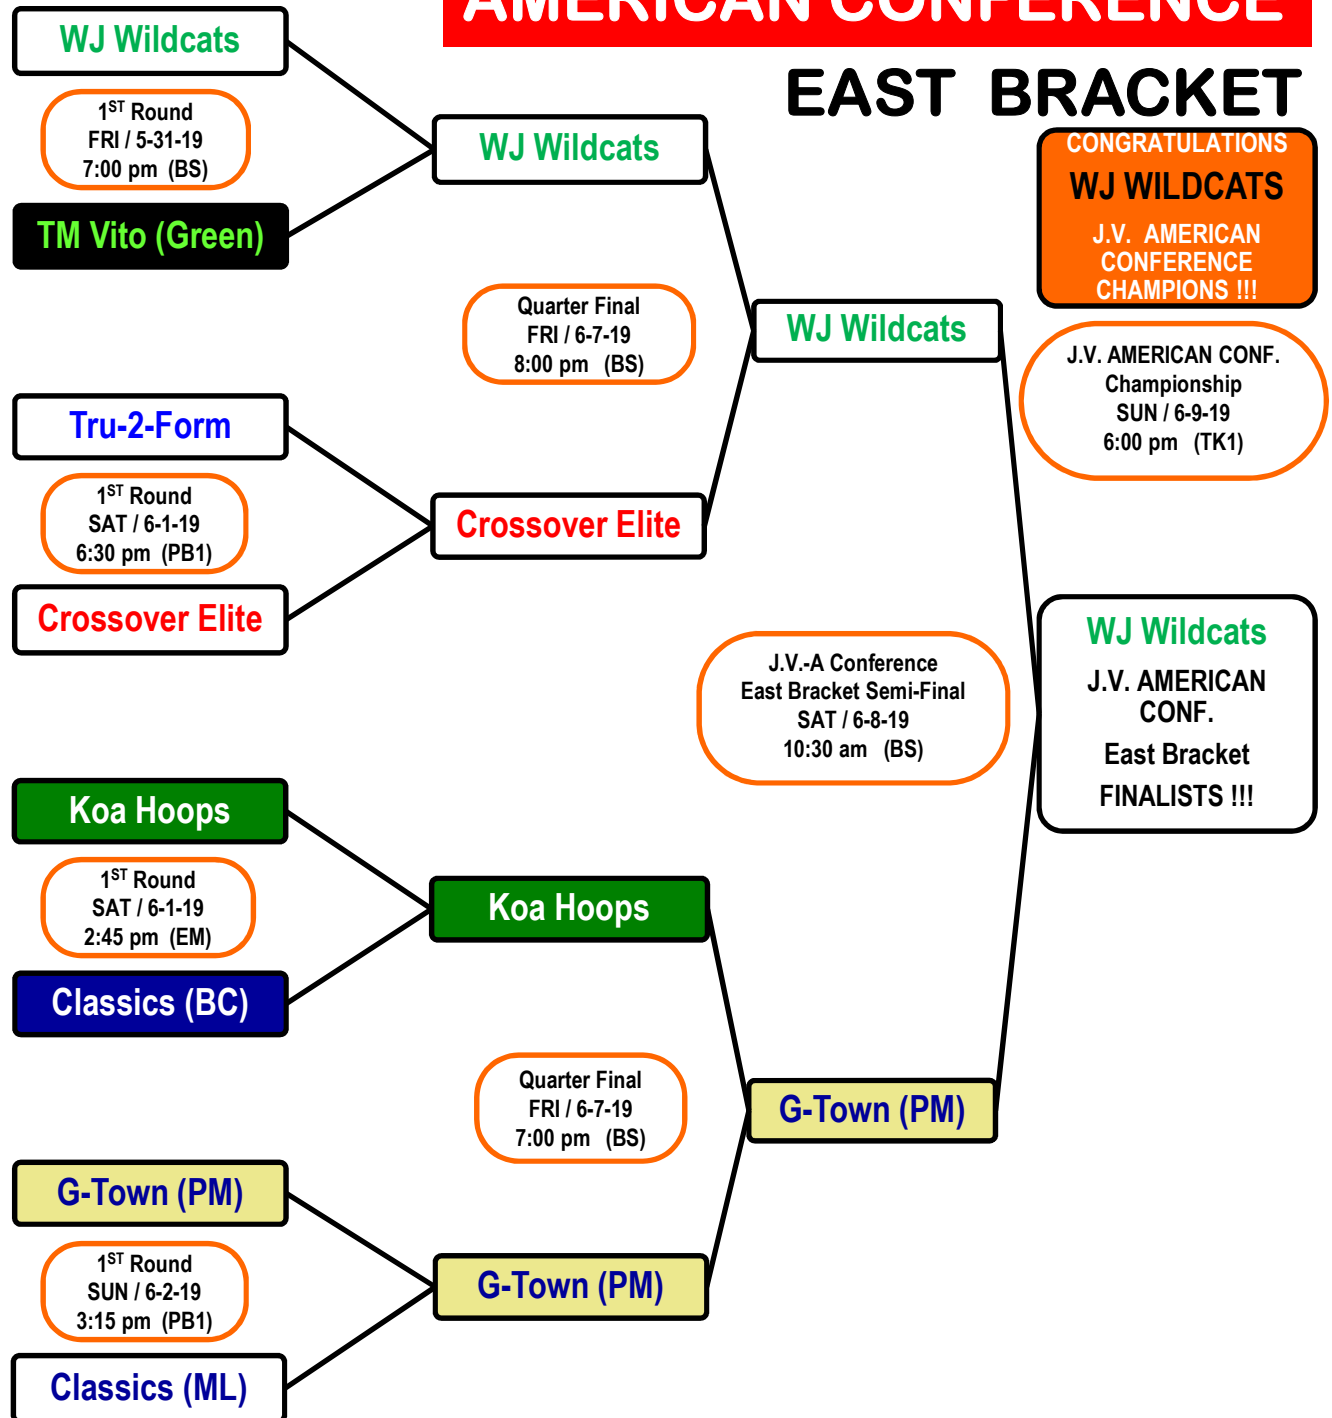 AMERICAN CONFERENCE
EAST BRACKET
WJ Wildcats
1ST Round
FRI / 5-31-19
7:00 pm (BS)
TM Vito (Green)
WJ Wildcats
Quarter Final
FRI / 6-7-19
8:00 pm (BS)
Tru-2-Form
1ST Round
SAT / 6-1-19
6:30 pm (PB1)
Crossover Elite
Crossover Elite
WJ Wildcats
CONGRATULATIONS
WJ WILDCATS
J.V. AMERICAN
CONFERENCE
CHAMPIONS !!!
J.V. AMERICAN CONF.
Championship
SUN / 6-9-19
6:00 pm (TK1)
J.V.-A Conference
East Bracket Semi-Final
SAT / 6-8-19
10:30 am (BS)
WJ Wildcats
J.V. AMERICAN
CONF.
East Bracket
FINALISTS !!!
Koa Hoops
1ST Round
SAT / 6-1-19
2:45 pm (EM)
Classics (BC)
Koa Hoops
Quarter Final
FRI / 6-7-19
7:00 pm (BS)
G-Town (PM)
G-Town (PM)
1ST Round
SUN / 6-2-19
3:15 pm (PB1)
Classics (ML)
G-Town (PM)